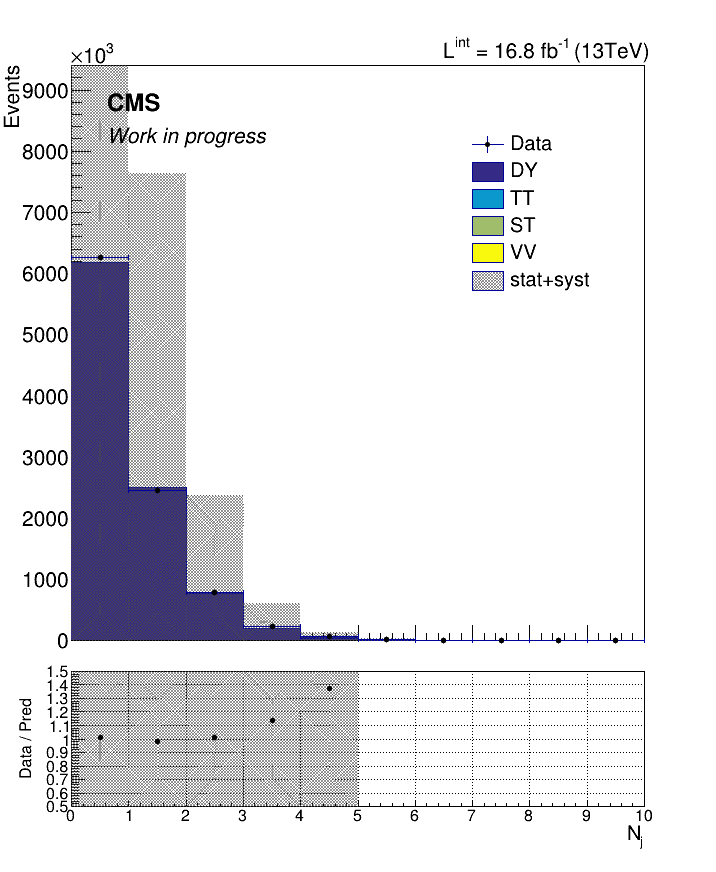 ×10³
L^int = 16.8 fb⁻¹ (13TeV)
Events
9000
8000
7000
6000
5000
4000
3000
2000
1000
0
CMS
Work in progress
Data
DY
TT
ST
VV
stat+syst
Data / Pred
1.5
1.4
1.3
1.2
1.1
1
0.9
0.8
0.7
0.6
0.5
0 1 2 3 4 5 6 7 8 9 10
N_j